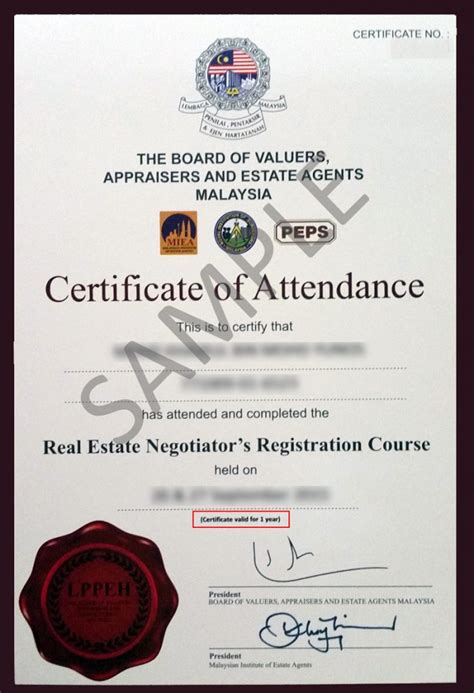 CERTIFICATE NO. :
LEMBAGA
MALAYSIA
PENILAI, PENTAKSIR
& EJEN HARTATANAH
THE BOARD OF VALUERS,
APPRAISERS AND ESTATE AGENTS
MALAYSIA
MIEA
PEPS
SAMPLE
Certificate of Attendance
This is to certify that
has attended and completed the
Real Estate Negotiator's Registration Course
held on
(Certificate valid for 1 year)
LPPEH
President
BOARD OF VALUERS, APPRAISERS AND ESTATE AGENTS MALAYSIA
President
Malaysian Institute of Estate Agents